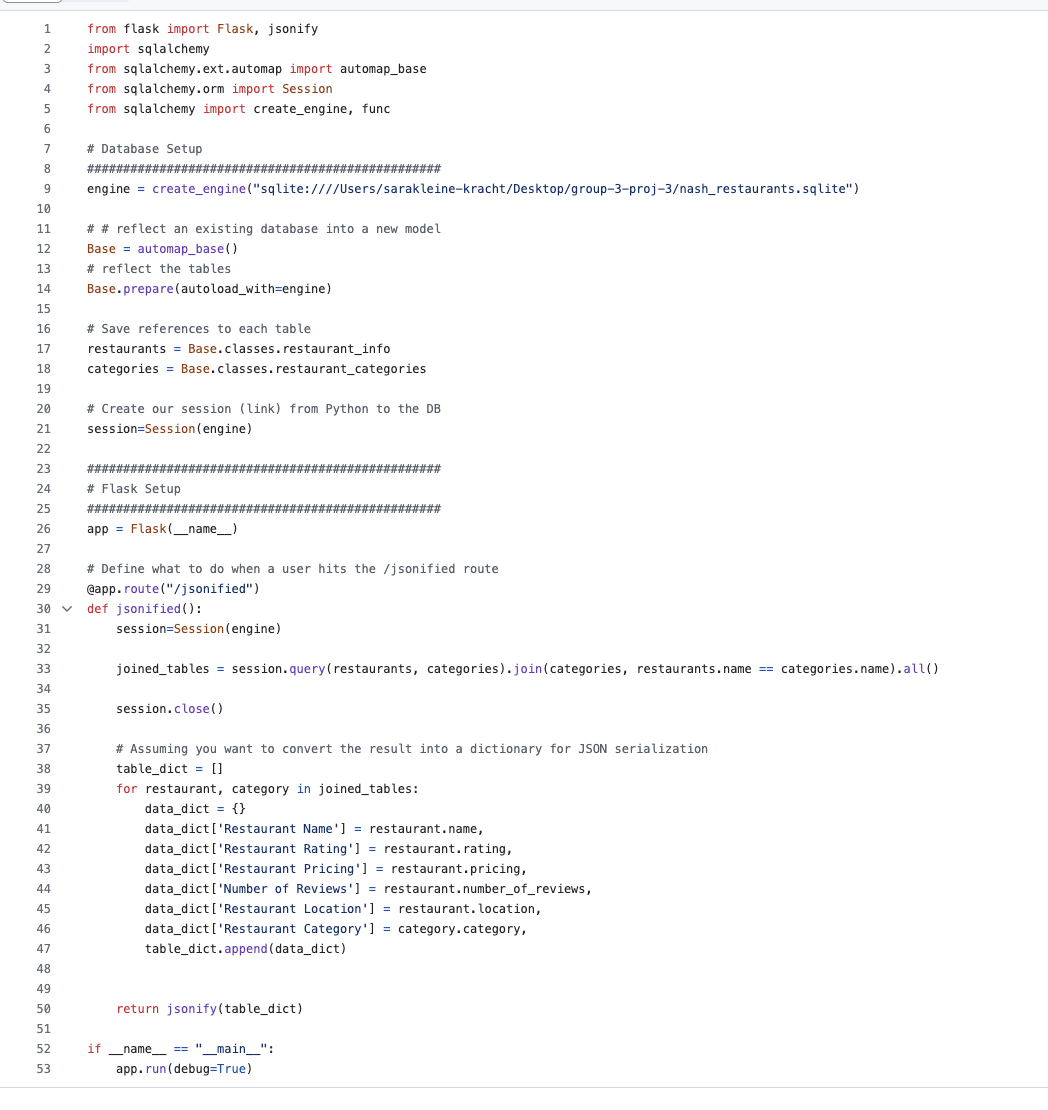 1 from flask import Flask, jsonify
2 import sqlalchemy
3 from sqlalchemy.ext.automap import automap_base
4 from sqlalchemy.orm import Session
5 from sqlalchemy import create_engine, func
6
7 # Database Setup
8 #################################################
9 engine = create_engine("sqlite:////Users/sarakleine-kracht/Desktop/group-3-proj-3/nash_restaurants.sqlite")
10
11 # # reflect an existing database into a new model
12 Base = automap_base()
13 # reflect the tables
14 Base.prepare(autoload_with=engine)
15
16 # Save references to each table
17 restaurants = Base.classes.restaurant_info
18 categories = Base.classes.restaurant_categories
19
20 # Create our session (link) from Python to the DB
21 session=Session(engine)
22
23 #################################################
24 # Flask Setup
25 #################################################
26 app = Flask(__name__)
27
28 # Define what to do when a user hits the /jsonified route
29 @app.route("/jsonified")
30 def jsonified():
31     session=Session(engine)
32
33     joined_tables = session.query(restaurants, categories).join(categories, restaurants.name == categories.name).all()
34
35     session.close()
36
37     # Assuming you want to convert the result into a dictionary for JSON serialization
38     table_dict = []
39     for restaurant, category in joined_tables:
40         data_dict = {}
41         data_dict['Restaurant Name'] = restaurant.name,
42         data_dict['Restaurant Rating'] = restaurant.rating,
43         data_dict['Restaurant Pricing'] = restaurant.pricing,
44         data_dict['Number of Reviews'] = restaurant.number_of_reviews,
45         data_dict['Restaurant Location'] = restaurant.location,
46         data_dict['Restaurant Category'] = category.category,
47         table_dict.append(data_dict)
48
49
50     return jsonify(table_dict)
51
52 if __name__ == "__main__":
53     app.run(debug=True)